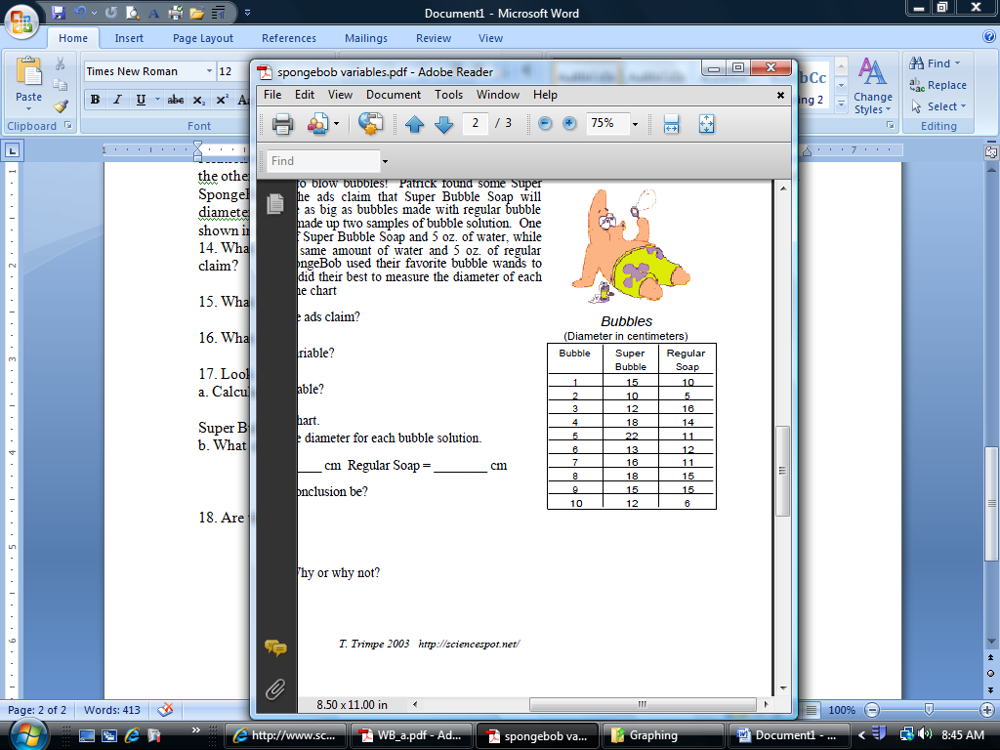 Document1 - Microsoft Word
Home Insert Page Layout References Mailings Review View
Paste
Clipboard
Times New Roman 12
B I U abc x₂ x² Aa
Font
Change
Styles
Find
Replace
Select
Editing
spongebob variables.pdf - Adobe Reader
File Edit View Document Tools Window Help
2 / 3 75%
Find
1 7
the other
SpongeB
diameter
shown in
14. Wha
claim?
15. Wha
16. Wha
17. Look
a. Calcul
Super B
b. What
18. Are
to blow bubbles! Patrick found some Super
he ads claim that Super Bubble Soap will
as big as bubbles made with regular bubble
made up two samples of bubble solution. One
f Super Bubble Soap and 5 oz. of water, while
same amount of water and 5 oz. of regular
ongeBob used their favorite bubble wands to
did their best to measure the diameter of each
he chart
e ads claim?
ariable?
able?
hart.
e diameter for each bubble solution.
____ cm Regular Soap = ________ cm
onclusion be?
Why or why not?
T. Trimpe 2003 http://sciencespot.net/
Bubbles
(Diameter in centimeters)
Bubble Super Bubble Regular Soap
1 15 10
2 10 5
3 12 16
4 18 14
5 22 11
6 13 12
7 16 11
8 18 15
9 15 15
10 12 6
8.50 x 11.00 in
Page: 2 of 2 Words: 413 100%
http://www.sc... WB_a.pdf - Ad... spongebob va... Graphing Document1 - ... 8:45 AM